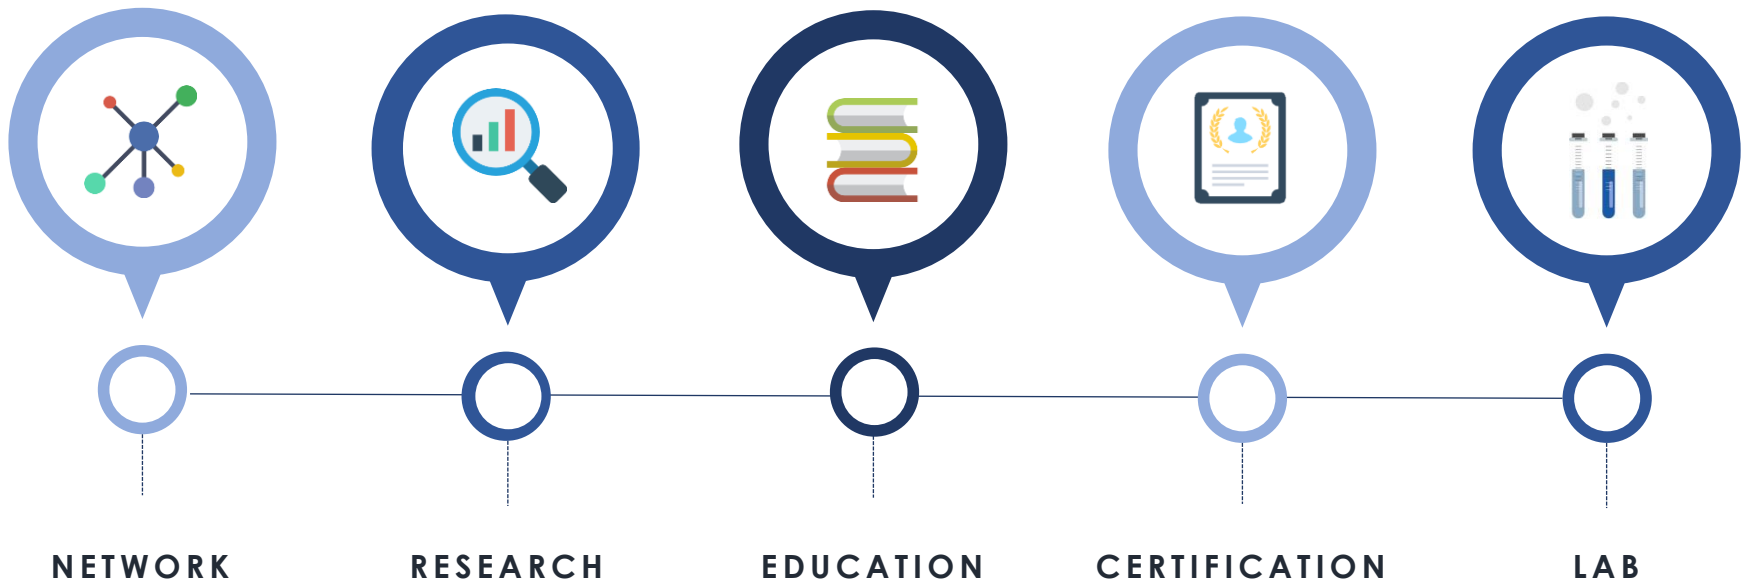 NETWORK
RESEARCH
EDUCATION
CERTIFICATION
LAB